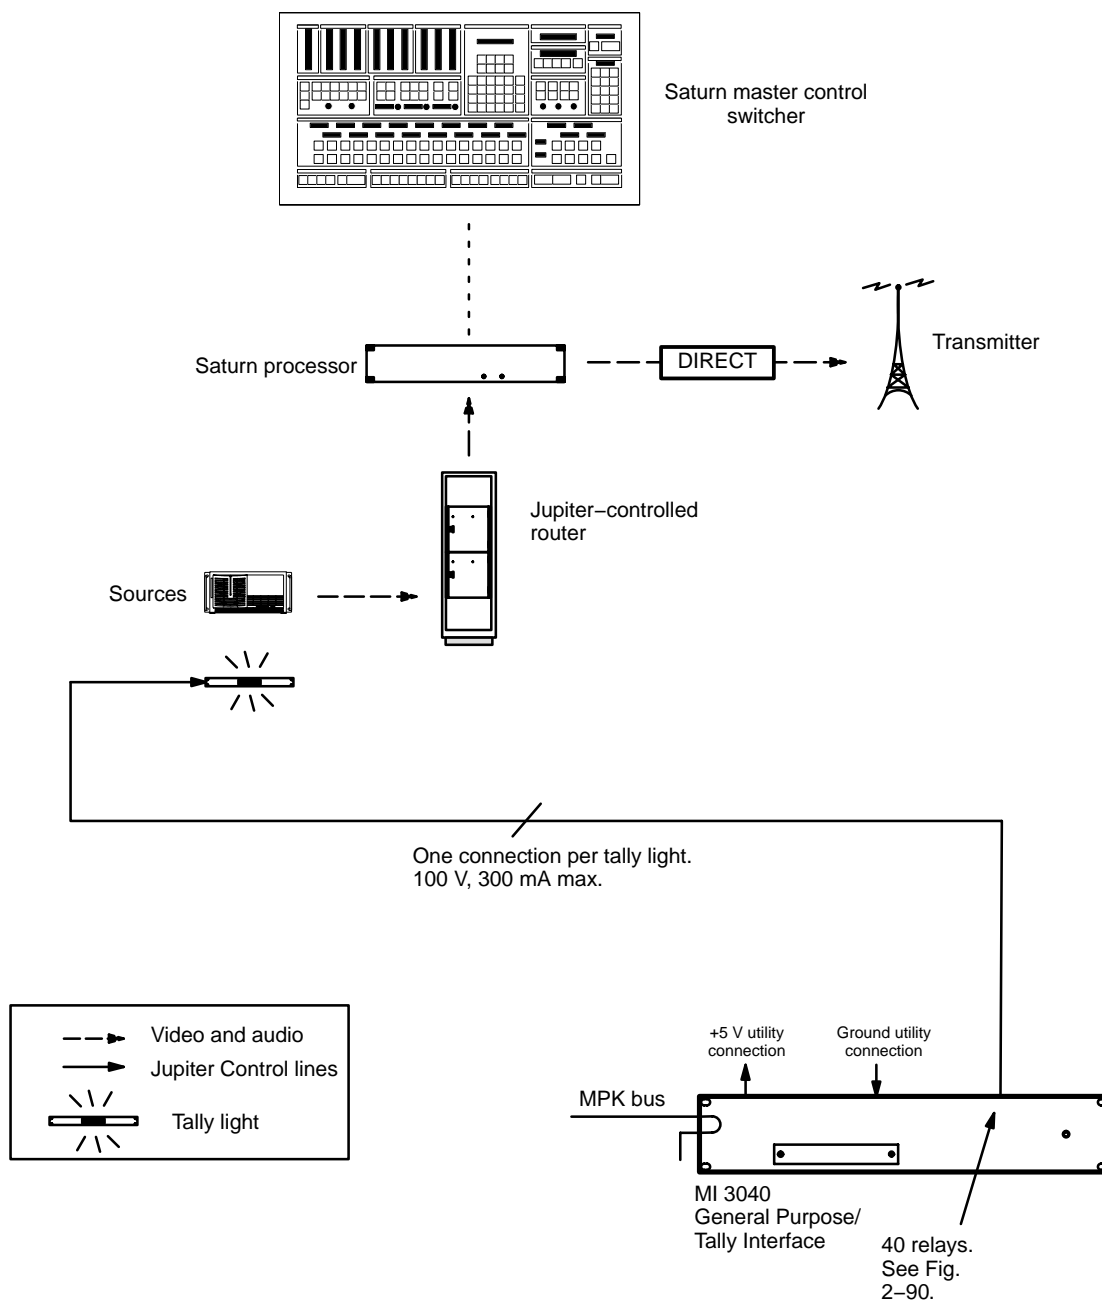 Saturn master control
switcher
Saturn processor
DIRECT
Transmitter
Jupiter−controlled
router
Sources
One connection per tally light.
100 V, 300 mA max.
Video and audio
Jupiter Control lines
Tally light
+5 V utility
connection
Ground utility
connection
MPK bus
MI 3040
General Purpose/
Tally Interface
40 relays.
See Fig.
2−90.